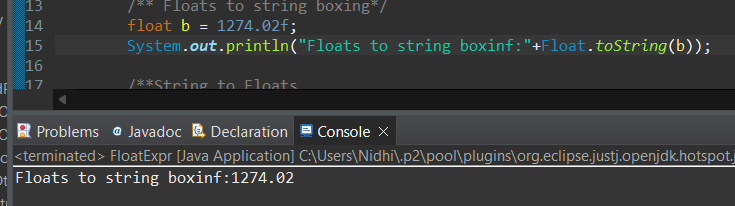 13 /** Floats to string boxing*/
14 float b = 1274.02f;
15 System.out.println("Floats to string boxinf:"+Float.toString(b));
16
17 /**String to Floats
Problems @ Javadoc Declaration Console
<terminated> FloatExpr [Java Application] C:\Users\Nidhi\.p2\pool\plugins\org.eclipse.justj.openjdk.hotspot.j
Floats to string boxinf:1274.02